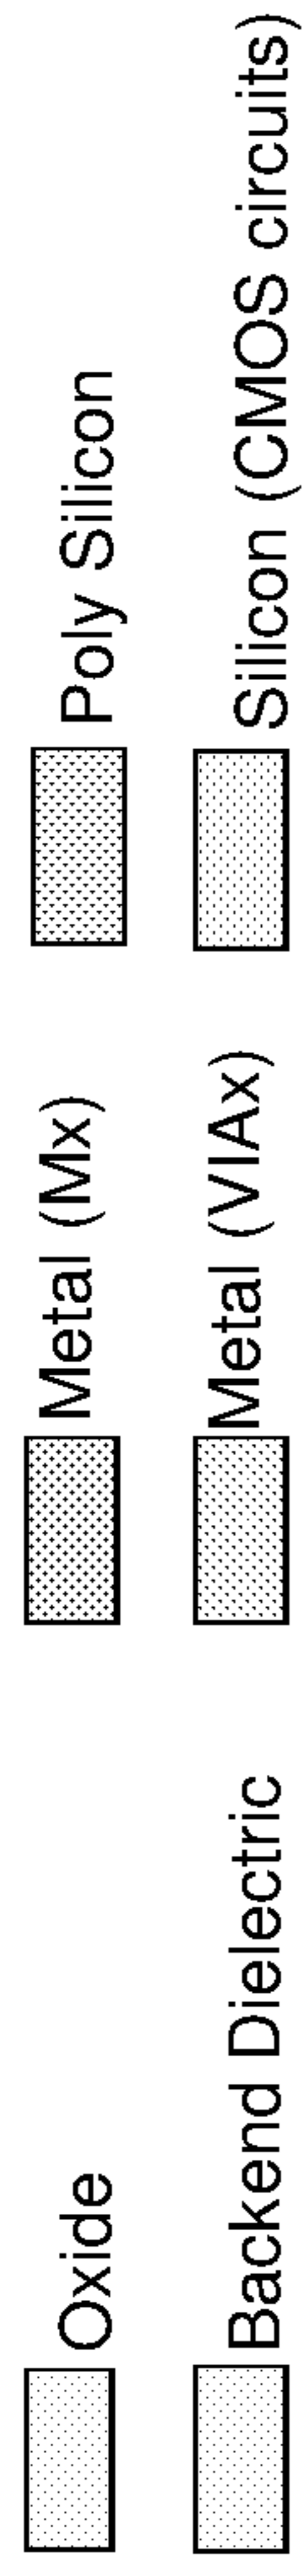 Oxide
Metal (Mx)
Poly Silicon
Backend Dielectric
Metal (VIAx)
Silicon (CMOS circuits)